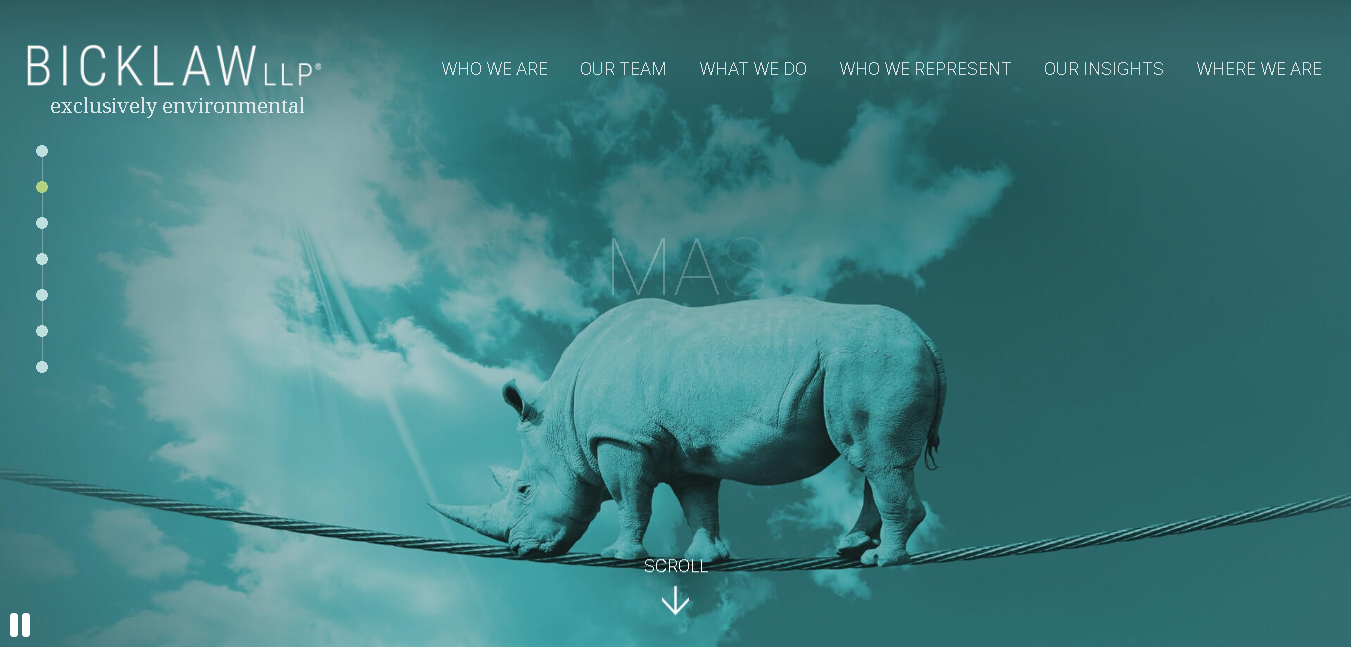 BICKLAW LLP®
exclusively environmental
WHO WE ARE
OUR TEAM
WHAT WE DO
WHO WE REPRESENT
OUR INSIGHTS
WHERE WE ARE
MAS
SCROLL